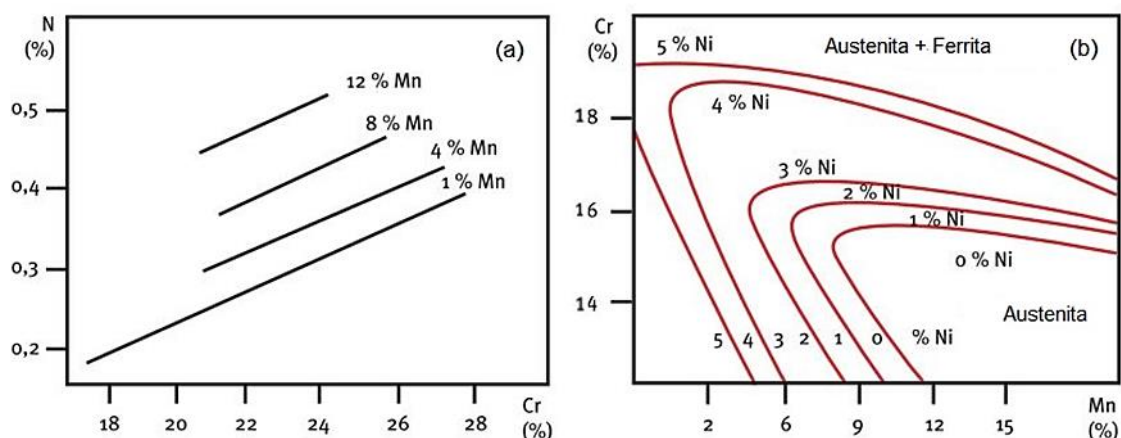 N
(%)
(a)
12 % Mn
0,5
8 % Mn
4 % Mn
1 % Mn
0,4
0,3
0,2
18 20 22 24 26 28
Cr
(%)
Cr
(%)
5 % Ni
Austenita + Ferrita
(b)
18
4 % Ni
3 % Ni
2 % Ni
16
1 % Ni
0 % Ni
14
Austenita
5 4 3 2 1 0 % Ni
2 6 9 12 15
Mn
(%)